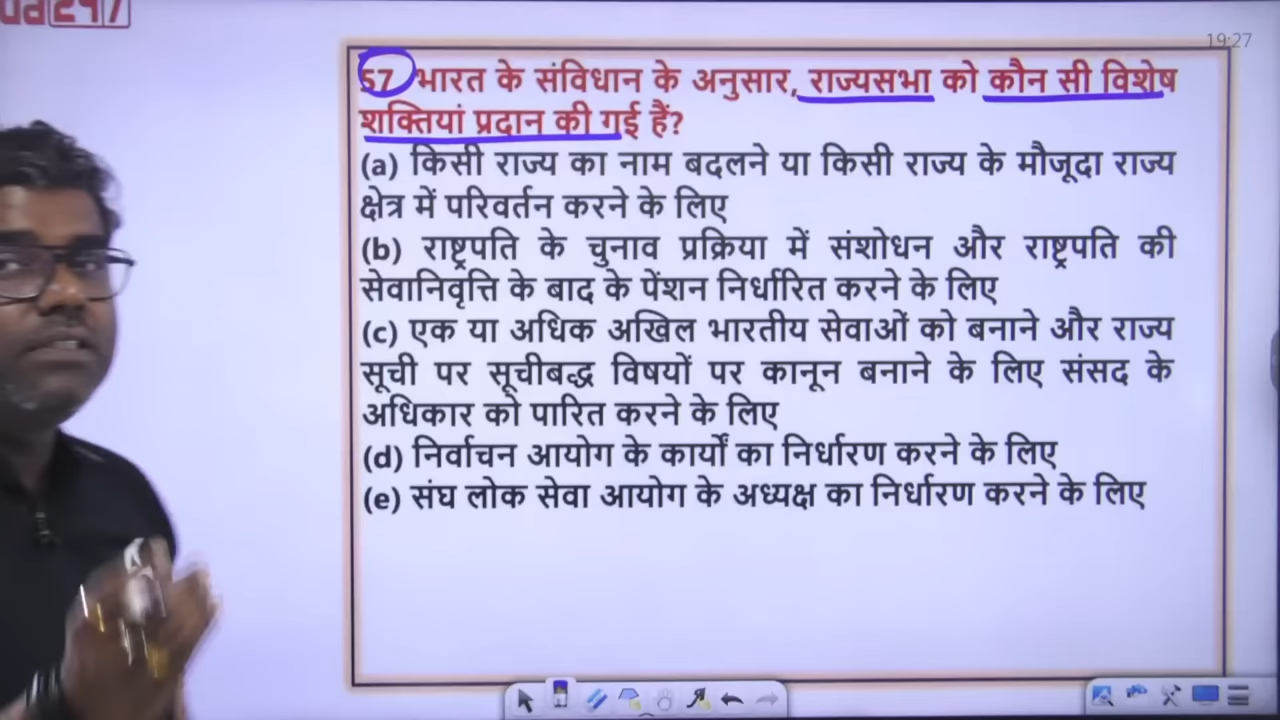 19:27
57 भारत के संविधान के अनुसार, राज्यसभा को कौन सी विशेष
शक्तियां प्रदान की गई हैं?
(a) किसी राज्य का नाम बदलने या किसी राज्य के मौजूदा राज्य
क्षेत्र में परिवर्तन करने के लिए
(b) राष्ट्रपति के चुनाव प्रक्रिया में संशोधन और राष्ट्रपति की
सेवानिवृत्ति के बाद के पेंशन निर्धारित करने के लिए
(c) एक या अधिक अखिल भारतीय सेवाओं को बनाने और राज्य
सूची पर सूचीबद्ध विषयों पर कानून बनाने के लिए संसद के
अधिकार को पारित करने के लिए
(d) निर्वाचन आयोग के कार्यों का निर्धारण करने के लिए
(e) संघ लोक सेवा आयोग के अध्यक्ष का निर्धारण करने के लिए